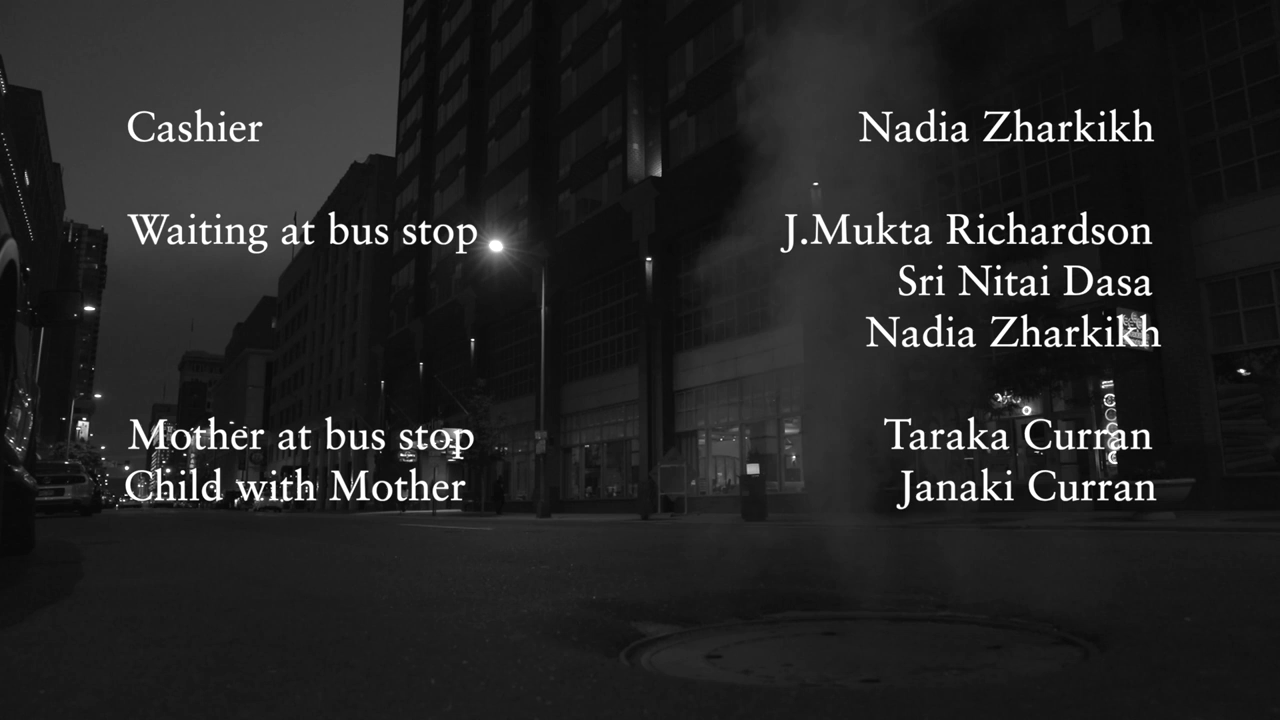 Cashier Nadia Zharkikh
Waiting at bus stop J.Mukta Richardson
Sri Nitai Dasa
Nadia Zharkikh
Mother at bus stop Taraka Curran
Child with Mother Janaki Curran